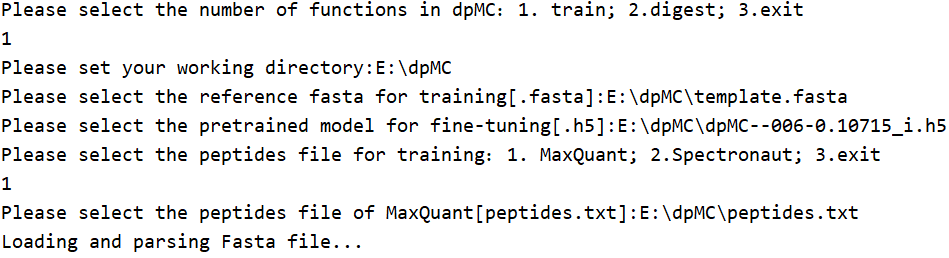 Please select the number of functions in dpMC: 1. train; 2.digest; 3.exit
1
Please set your working directory:E:\dpMC
Please select the reference fasta for training[.fasta]:E:\dpMC\template.fasta
Please select the pretrained model for fine-tuning[.h5]:E:\dpMC\dpMC--006-0.10715_i.h5
Please select the peptides file for training: 1. MaxQuant; 2.Spectronaut; 3.exit
1
Please select the peptides file of MaxQuant[peptides.txt]:E:\dpMC\peptides.txt
Loading and parsing Fasta file...